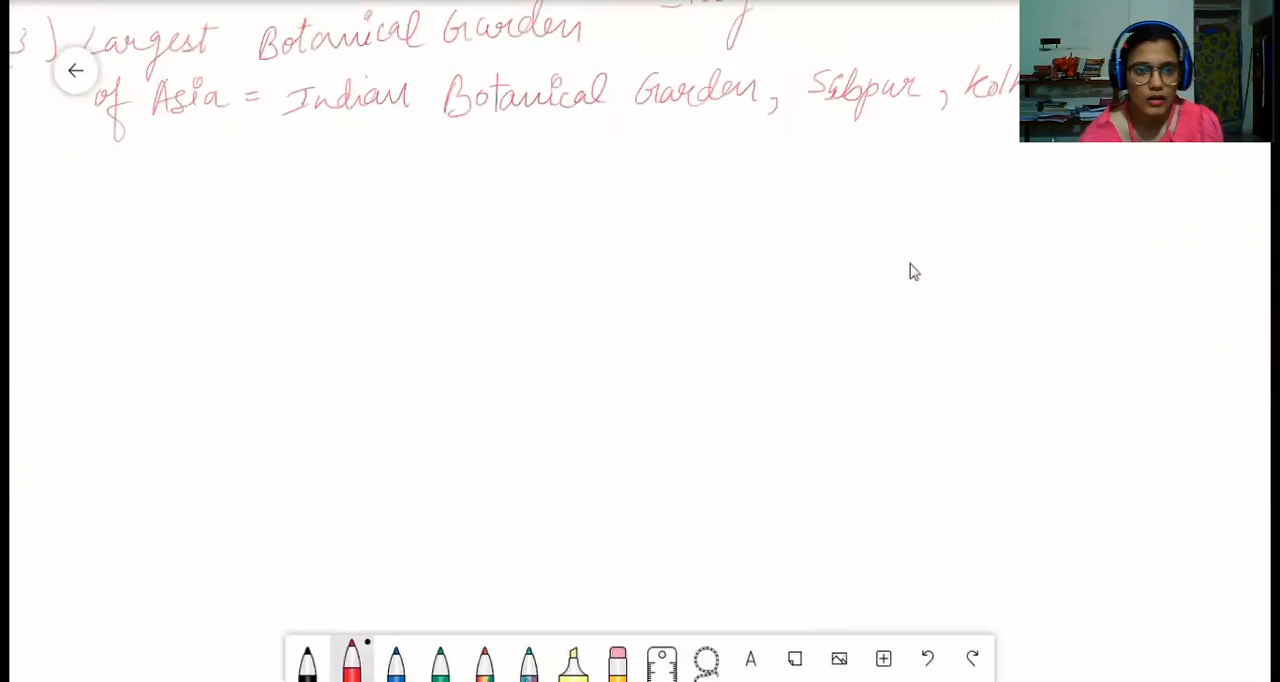 3) Largest Botanical Garden
of Asia = Indian Botanical Garden, Sibpur, Kol
A